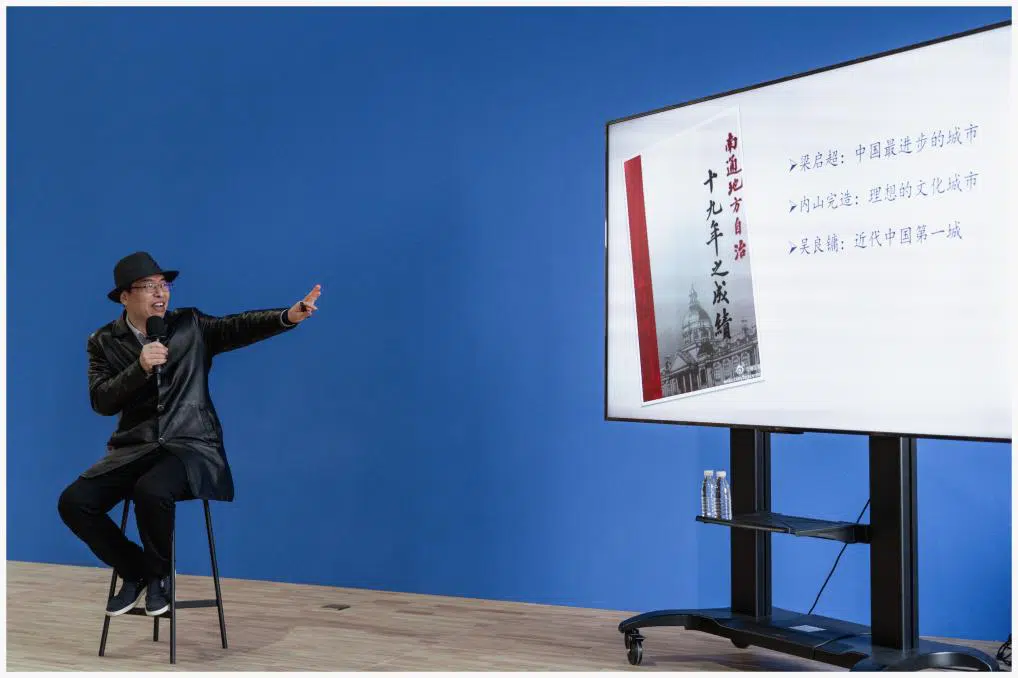 南通地方自治
十九年之成績
➢梁启超：中国最进步的城市
➢内山完造：理想的文化城市
➢吴良镛：近代中国第一城